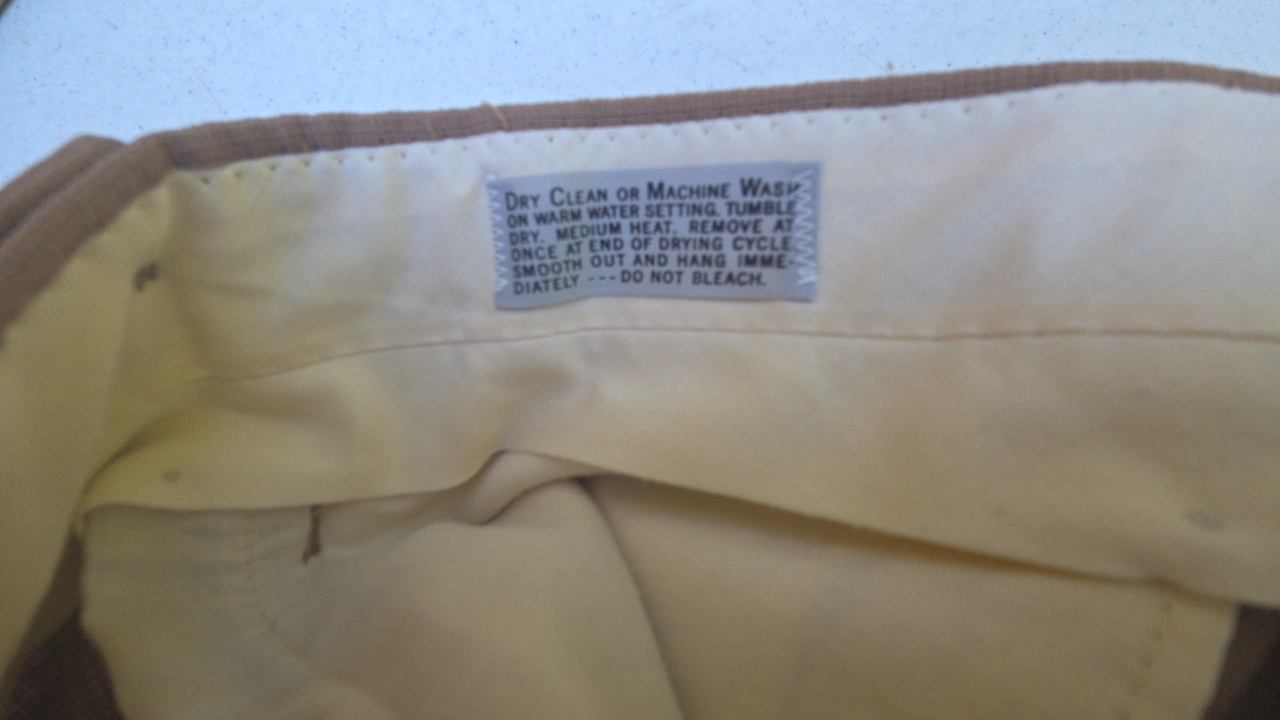 DRY CLEAN OR MACHINE WASH
ON WARM WATER SETTING. TUMBLE
DRY, MEDIUM HEAT. REMOVE AT
ONCE AT END OF DRYING CYCLE.
SMOOTH OUT AND HANG IMME-
DIATELY --- DO NOT BLEACH.